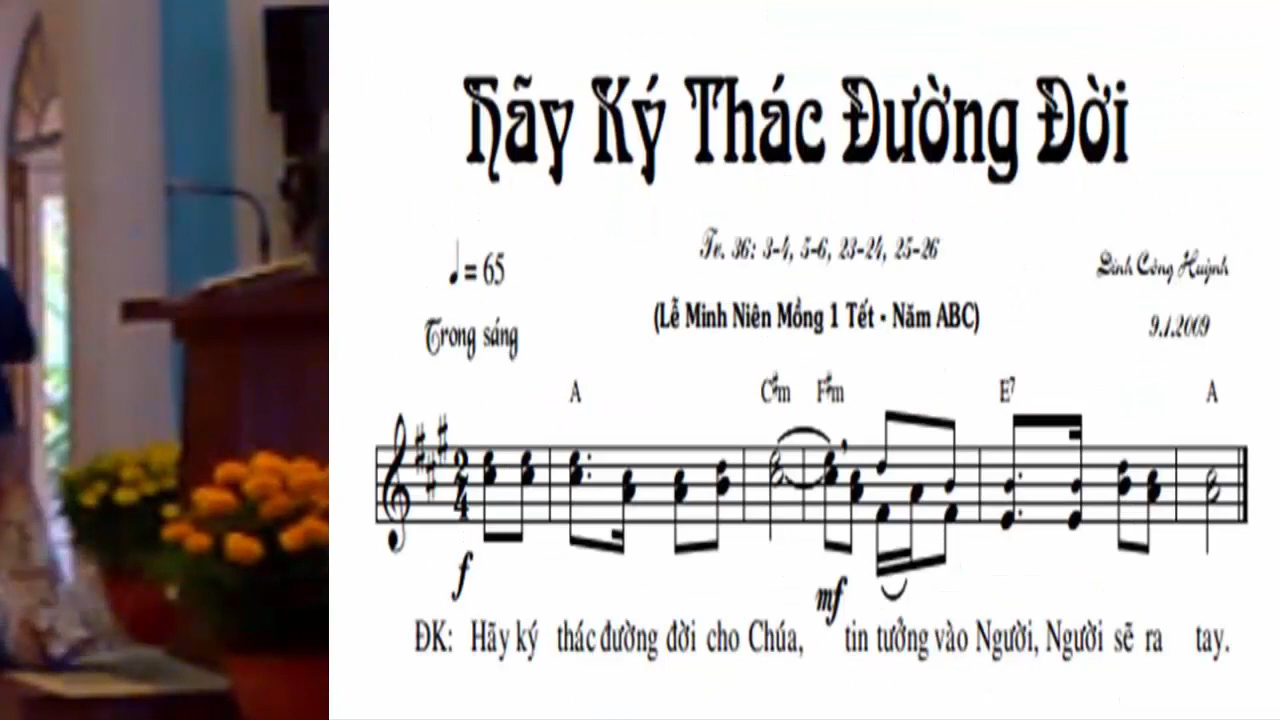 Hãy Ký Thác Đường Đời
Tv. 36: 3-4, 5-6, 23-24, 25-26
♩ = 65
Đinh Công Huỳnh
(Lễ Minh Niên Mồng 1 Tết - Năm ABC)
9.1.2009
Trong sáng
A C#m F#m E7 A
2
4
f
mf
ĐK: Hãy ký thác đường đời cho Chúa, tin tưởng vào Người, Người sẽ ra tay.